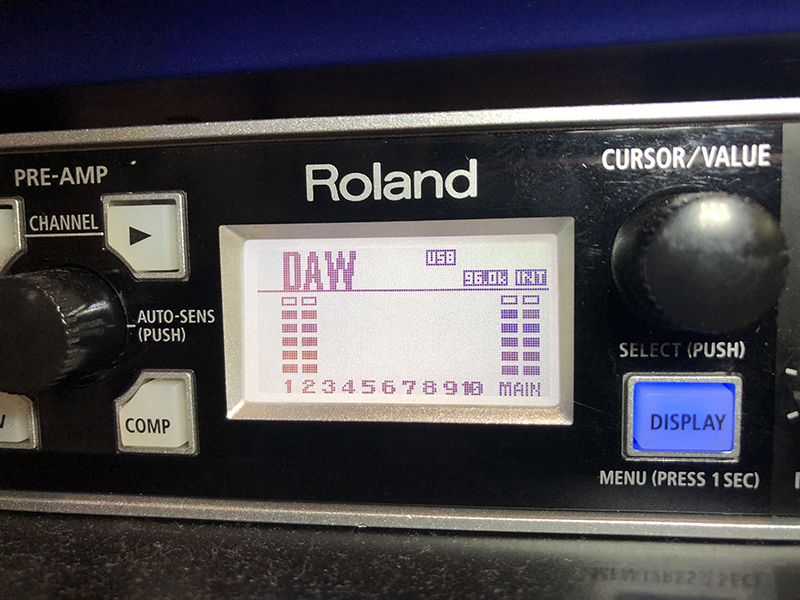 PRE-AMP
CHANNEL
AUTO-SENS
(PUSH)
COMP
Roland
DAW
USB
96.0k INT
1 2 3 4 5 6 7 8 9 10 MAIN
CURSOR/VALUE
SELECT (PUSH)
DISPLAY
MENU (PRESS 1 SEC)